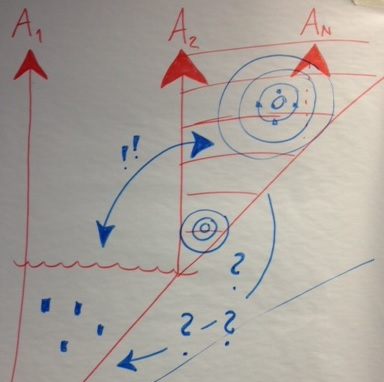 A₁ A₂ Aₙ
!!
?
? - ?